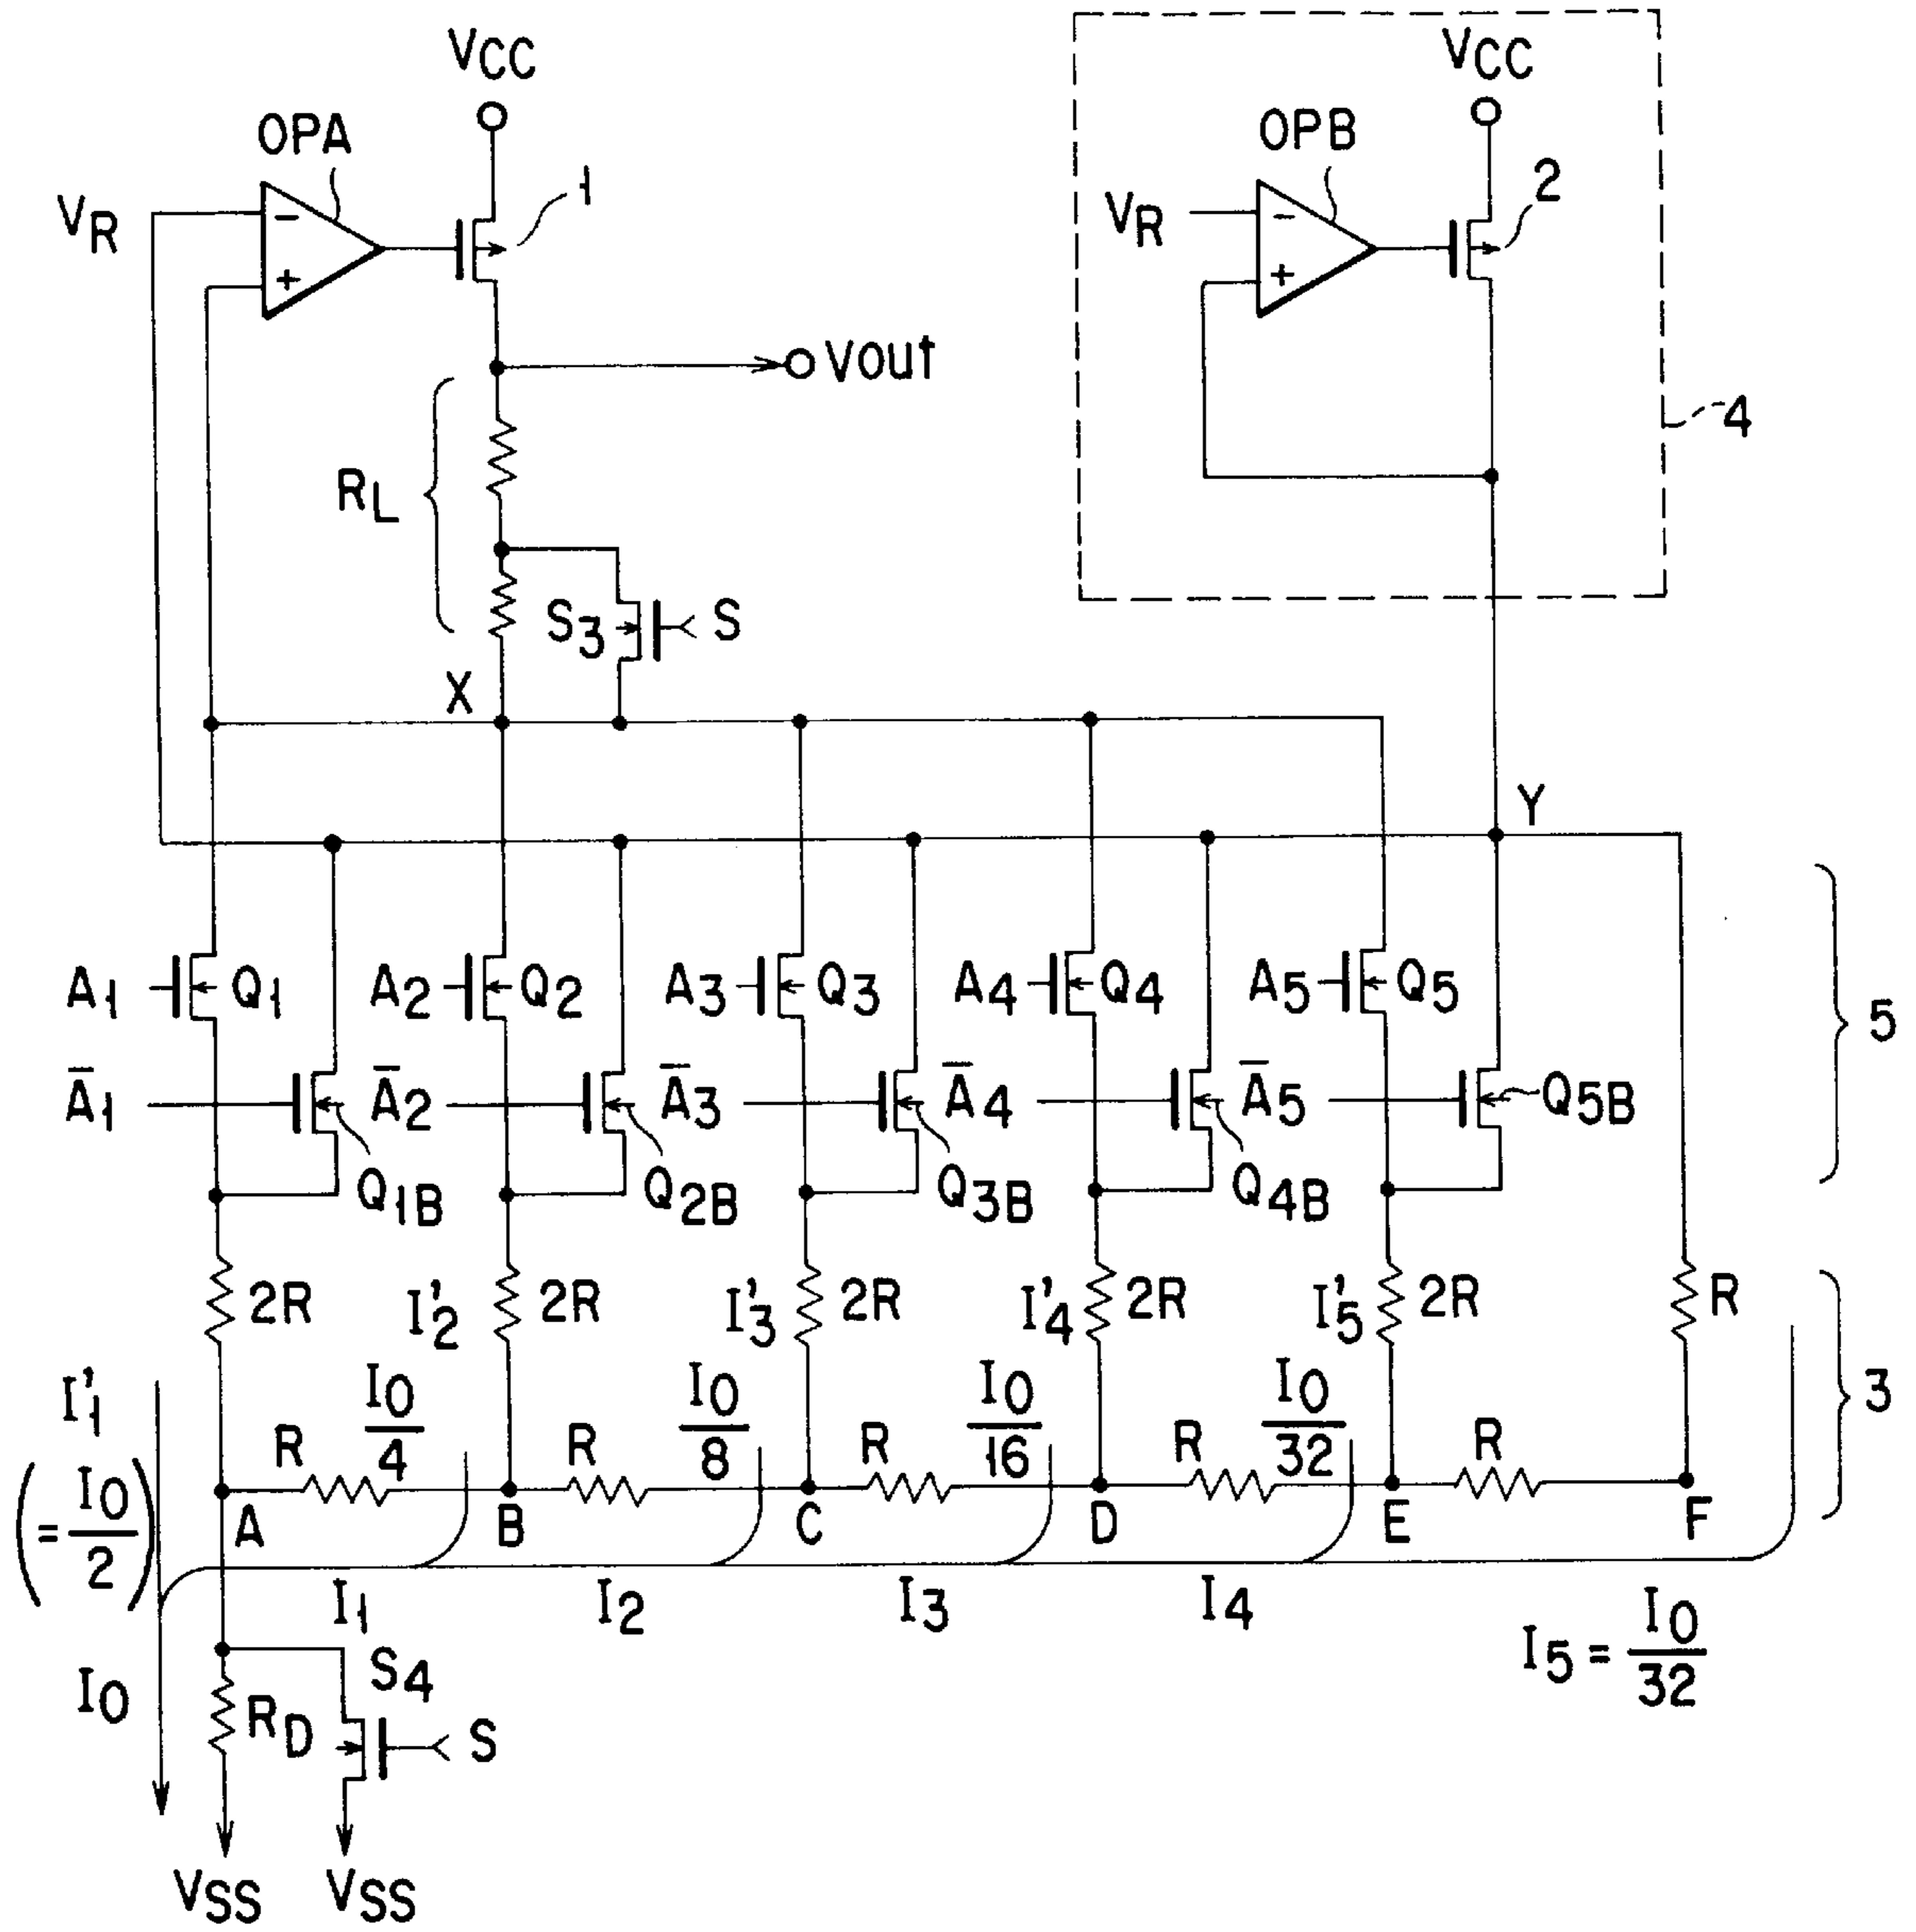 VCC
VCC
OPA
OPB
1
2
VR
−
+
VR
−
+
Vout
4
RL
S3
S
X
Y
A1
Q1
A2
Q2
A3
Q3
A4
Q4
A5
Q5
5
Ā1
Ā2
Ā3
Ā4
Ā5
Q5B
Q1B
Q2B
Q3B
Q4B
2R
I'2
2R
I'3
2R
I'4
2R
I'5
2R
R
I'1
(= I0/2)
R
I0/4
R
I0/8
R
I0/16
R
I0/32
R
3
A
B
C
D
E
F
I1
I2
I3
I4
I5 = I0/32
I0
S4
RD
S
VSS
VSS